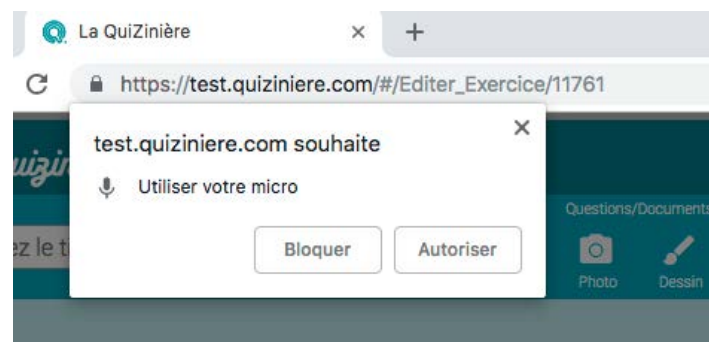 La QuiZinière
https://test.quiziniere.com/#/Editer_Exercice/11761
test.quiziniere.com souhaite
Utiliser votre micro
Bloquer Autoriser
Questions/Documents
Photo Dessin